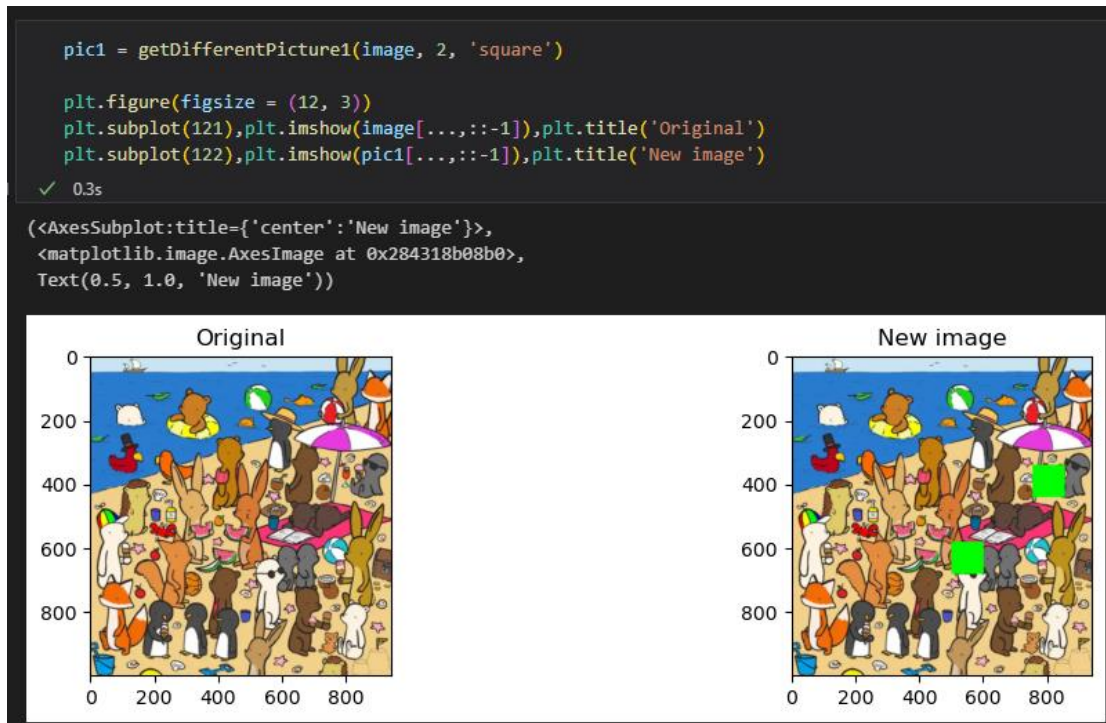 pic1 = getDifferentPicture1(image, 2, 'square')
plt.figure(figsize = (12, 3))
plt.subplot(121),plt.imshow(image[...,::-1]),plt.title('Original')
plt.subplot(122),plt.imshow(pic1[...,::-1]),plt.title('New image')
✓ 0.3s
(<AxesSubplot:title={'center':'New image'}>,
<matplotlib.image.AxesImage at 0x284318b08b0>,
Text(0.5, 1.0, 'New image'))
Original
0
200
400
600
800
0 200 400 600 800
New image
0
200
400
600
800
0 200 400 600 800